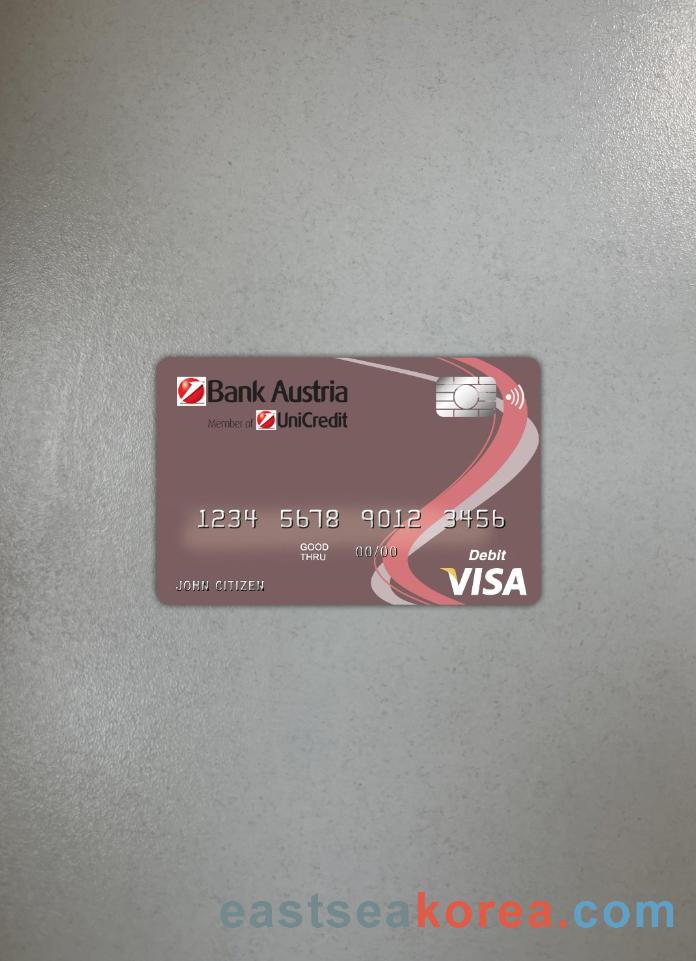 Bank Austria
Member of UniCredit
1234 5678 9012 3456
GOOD
THRU 00/00
Debit
JOHN CITIZEN VISA
eastseakorea.com